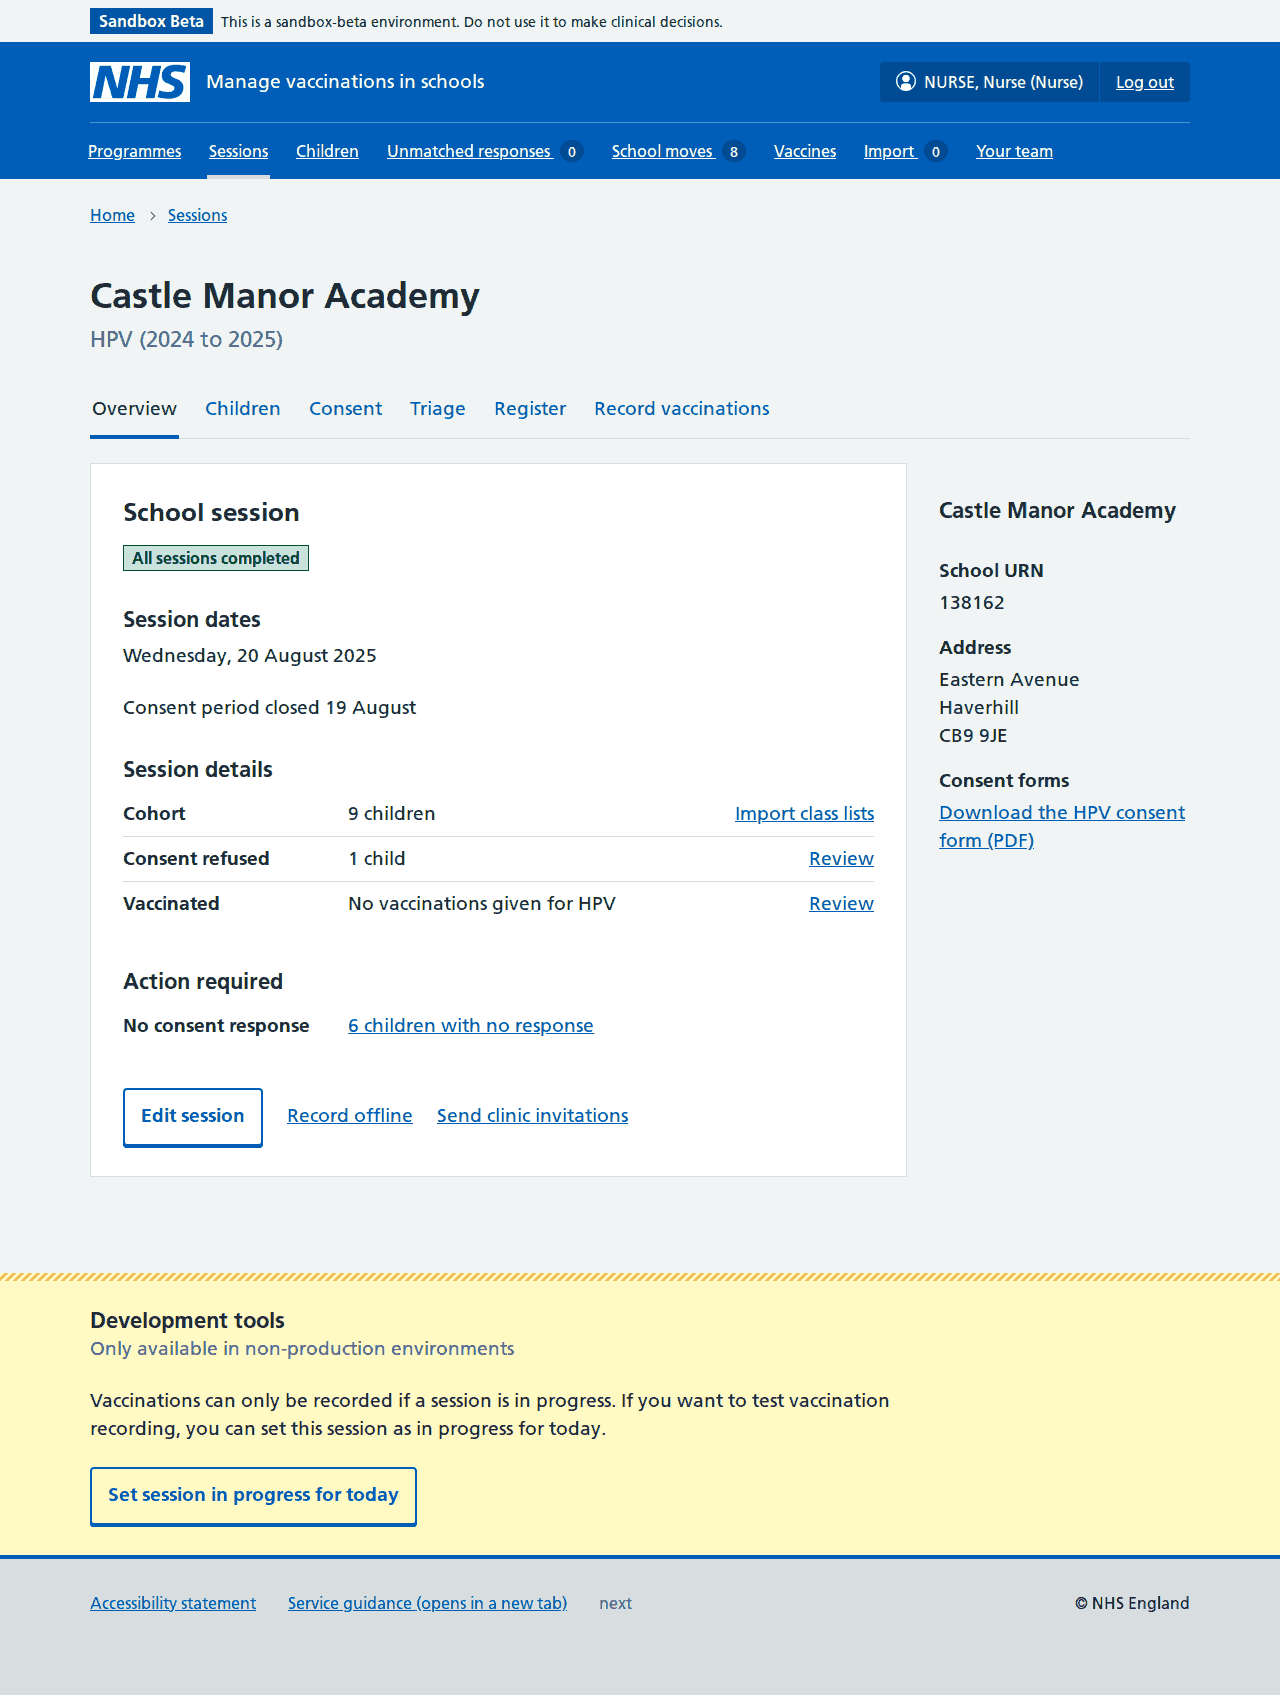 Sandbox Beta This is a sandbox-beta environment. Do not use it to make clinical decisions.
NHS Manage vaccinations in schools NURSE, Nurse (Nurse) Log out
Programmes Sessions Children Unmatched responses 0 School moves 8 Vaccines Import 0 Your team
Home Sessions
Castle Manor Academy
HPV (2024 to 2025)
Overview Children Consent Triage Register Record vaccinations
School session
All sessions completed
Session dates
Wednesday, 20 August 2025
Consent period closed 19 August
Session details
Cohort 9 children Import class lists
Consent refused 1 child Review
Vaccinated No vaccinations given for HPV Review
Action required
No consent response 6 children with no response
Edit session Record offline Send clinic invitations
Castle Manor Academy
School URN
138162
Address
Eastern Avenue
Haverhill
CB9 9JE
Consent forms
Download the HPV consent
form (PDF)
Development tools
Only available in non-production environments
Vaccinations can only be recorded if a session is in progress. If you want to test vaccination
recording, you can set this session as in progress for today.
Set session in progress for today
Accessibility statement Service guidance (opens in a new tab) next © NHS England